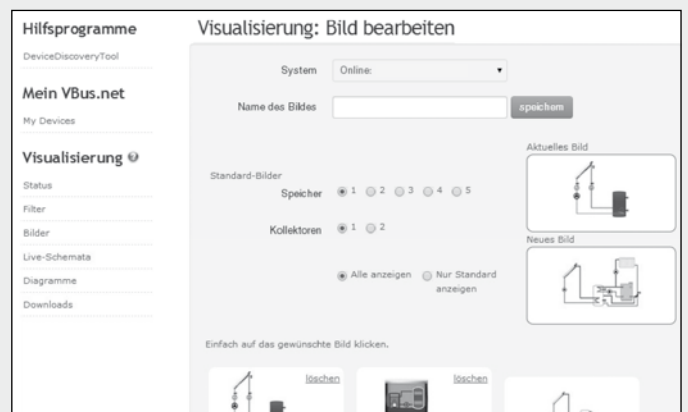 Hilfsprogramme
DeviceDiscoveryTool
Mein VBus.net
My Devices
Visualisierung ?
Status
Filter
Bilder
Live-Schemata
Diagramme
Downloads
Visualisierung: Bild bearbeiten
System Online:
Name des Bildes speichern
Aktuelles Bild
Standard-Bilder
Speicher 1 2 3 4 5
Kollektoren 1 2
Neues Bild
Alle anzeigen Nur Standard
anzeigen
Einfach auf das gewünschte Bild klicken.
löschen löschen